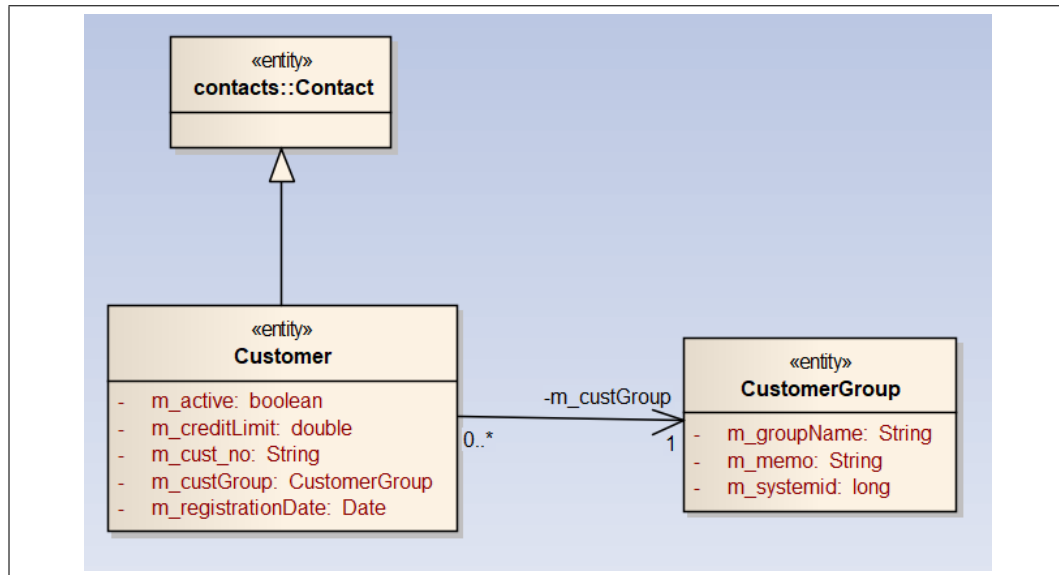 «entity»
contacts::Contact
«entity»
Customer
- m_active: boolean
- m_creditLimit: double
- m_cust_no: String
- m_custGroup: CustomerGroup
- m_registrationDate: Date
-m_custGroup
0..*
1
«entity»
CustomerGroup
- m_groupName: String
- m_memo: String
- m_systemid: long